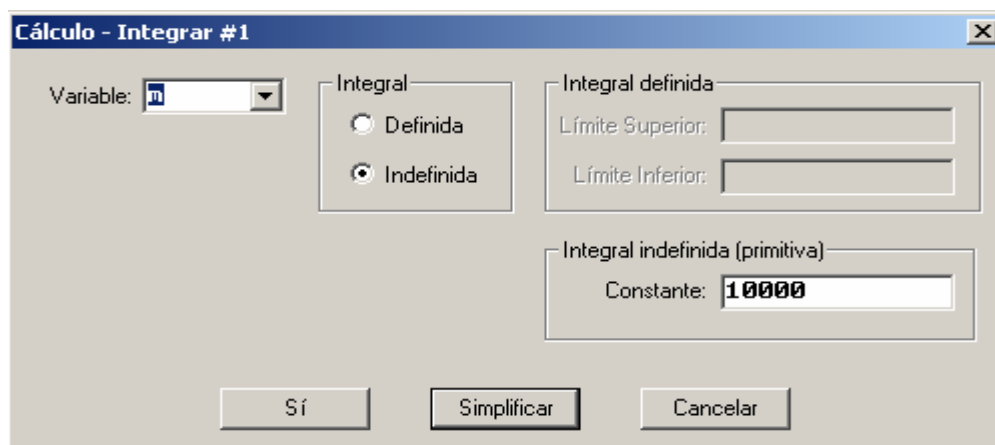 Cálculo - Integrar #1
Variable: m
Integral
Definida
Indefinida
Integral definida
Límite Superior:
Límite Inferior:
Integral indefinida (primitiva)
Constante: 10000
Sí
Simplificar
Cancelar